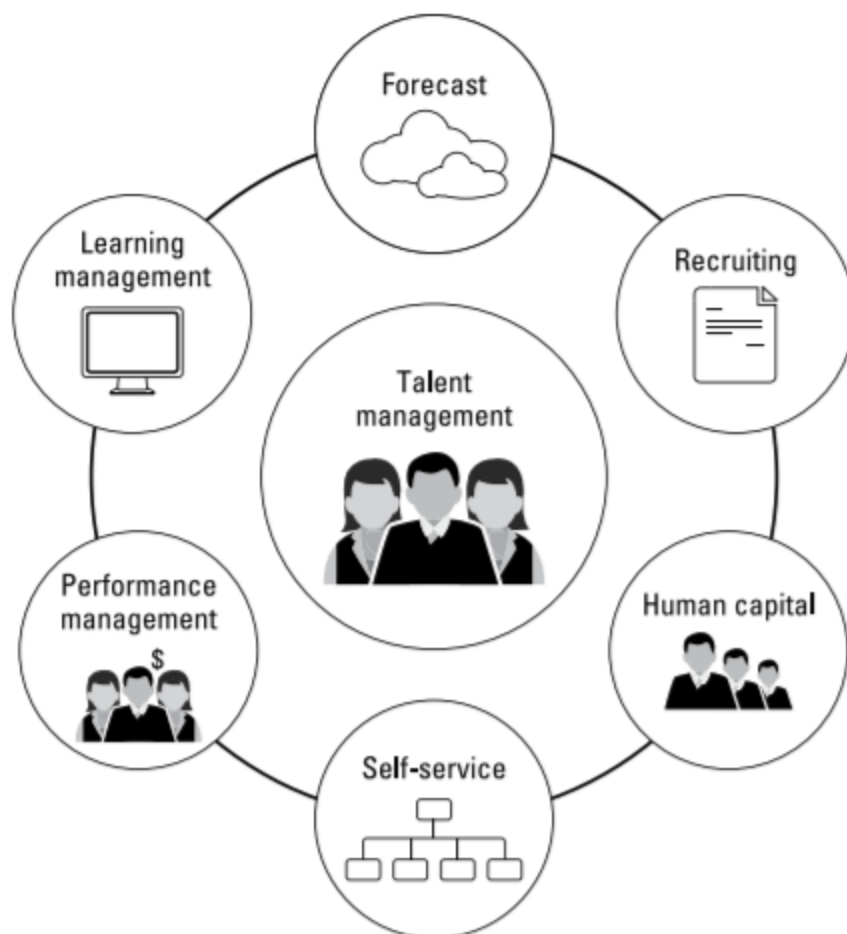 Forecast
Learning
management
Recruiting
Talent
management
Performance
management
$
Human capital
Self-service